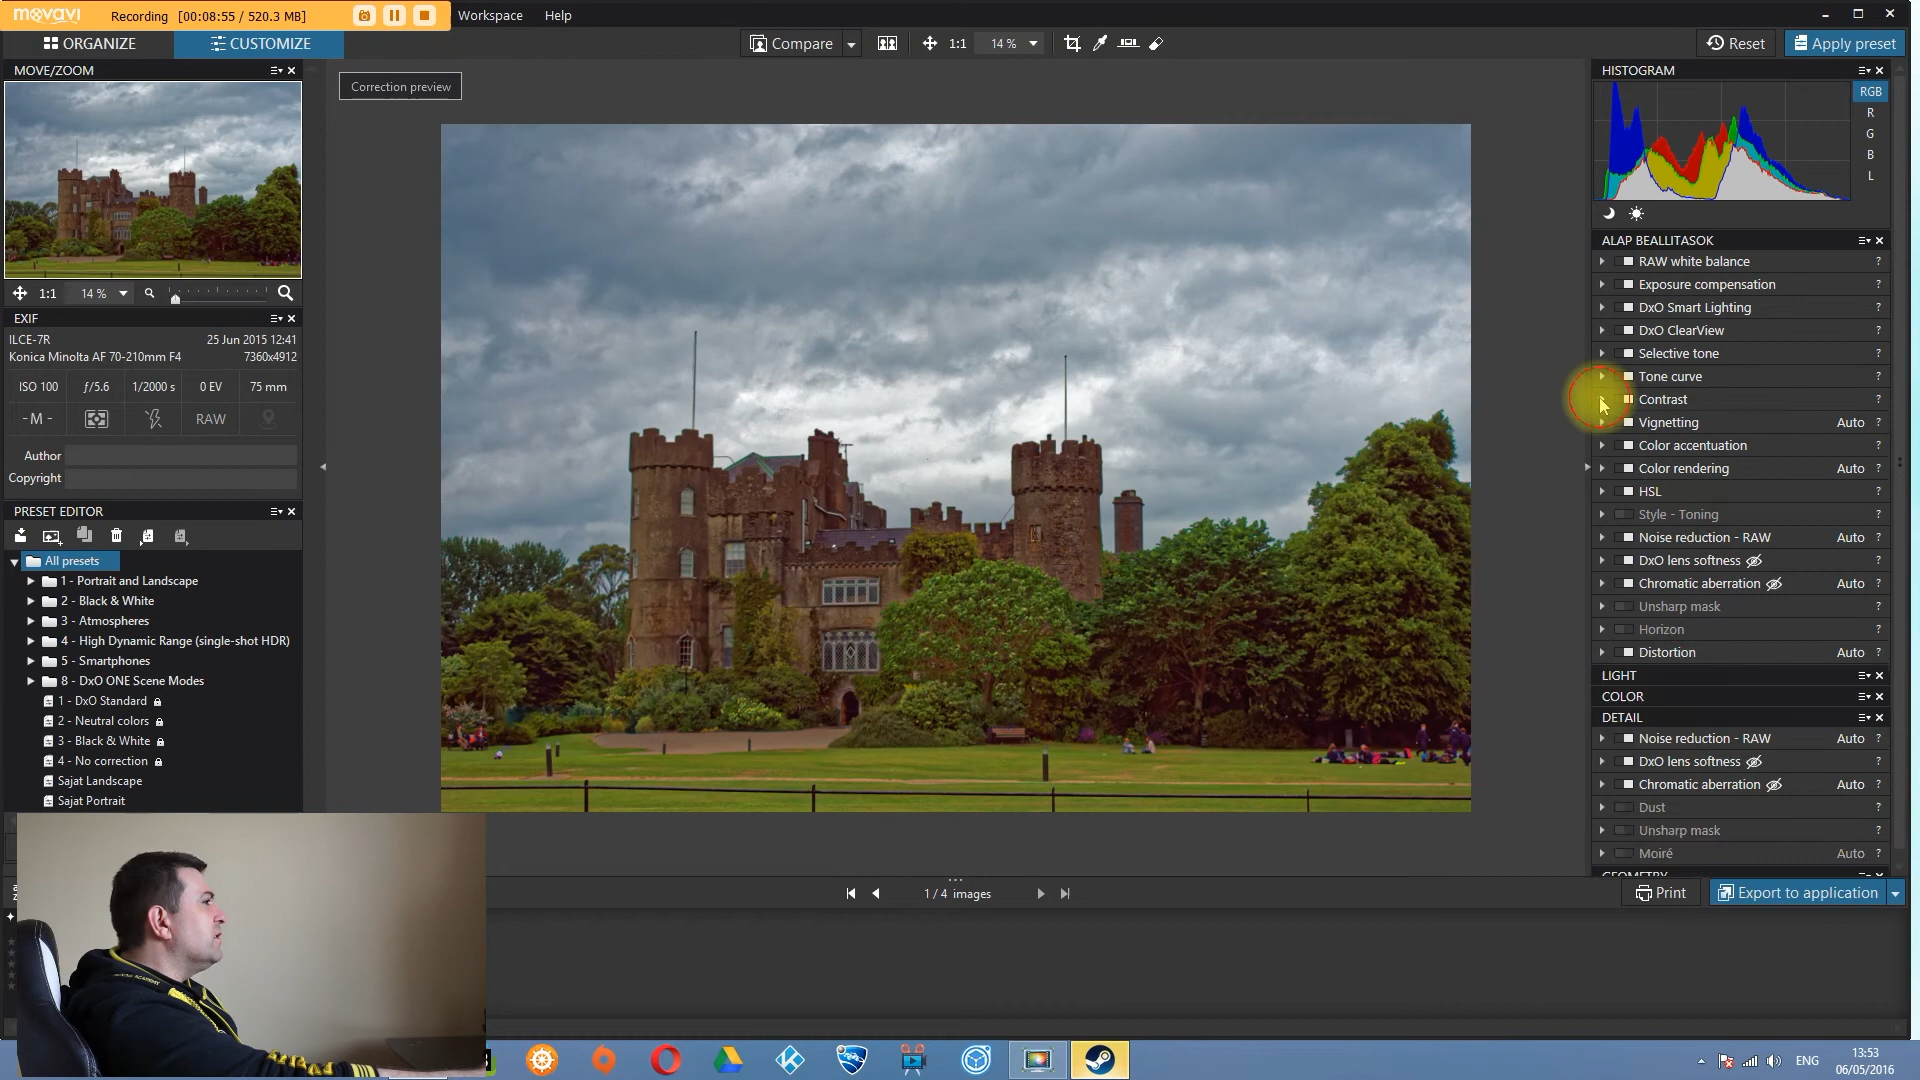 movavi Recording [00:08:55 / 520.3 MB] Workspace Help
ORGANIZE CUSTOMIZE Compare 1:1 14 % Reset Apply preset
MOVE/ZOOM
1:1 14 %
EXIF
ILCE-7R 25 Jun 2015 12:41
Konica Minolta AF 70-210mm F4 7360x4912
ISO 100 ƒ/5.6 1/2000 s 0 EV 75 mm
- M - RAW
Author
Copyright
PRESET EDITOR
All presets
1 - Portrait and Landscape
2 - Black & White
3 - Atmospheres
4 - High Dynamic Range (single-shot HDR)
5 - Smartphones
8 - DxO ONE Scene Modes
1 - DxO Standard
2 - Neutral colors
3 - Black & White
4 - No correction
Sajat Landscape
Sajat Portrait
Correction preview
1 / 4 images
HISTOGRAM
RGB
R
G
B
L
ALAP BEALLITASOK
RAW white balance ?
Exposure compensation ?
DxO Smart Lighting ?
DxO ClearView ?
Selective tone ?
Tone curve ?
Contrast ?
Vignetting Auto ?
Color accentuation ?
Color rendering Auto ?
HSL ?
Style - Toning ?
Noise reduction - RAW Auto ?
DxO lens softness ?
Chromatic aberration Auto ?
Unsharp mask ?
Horizon ?
Distortion Auto ?
LIGHT
COLOR
DETAIL
Noise reduction - RAW Auto ?
DxO lens softness ?
Chromatic aberration Auto ?
Dust ?
Unsharp mask ?
Moiré Auto ?
GEOMETRY
Print Export to application
ENG
13:53
06/05/2016